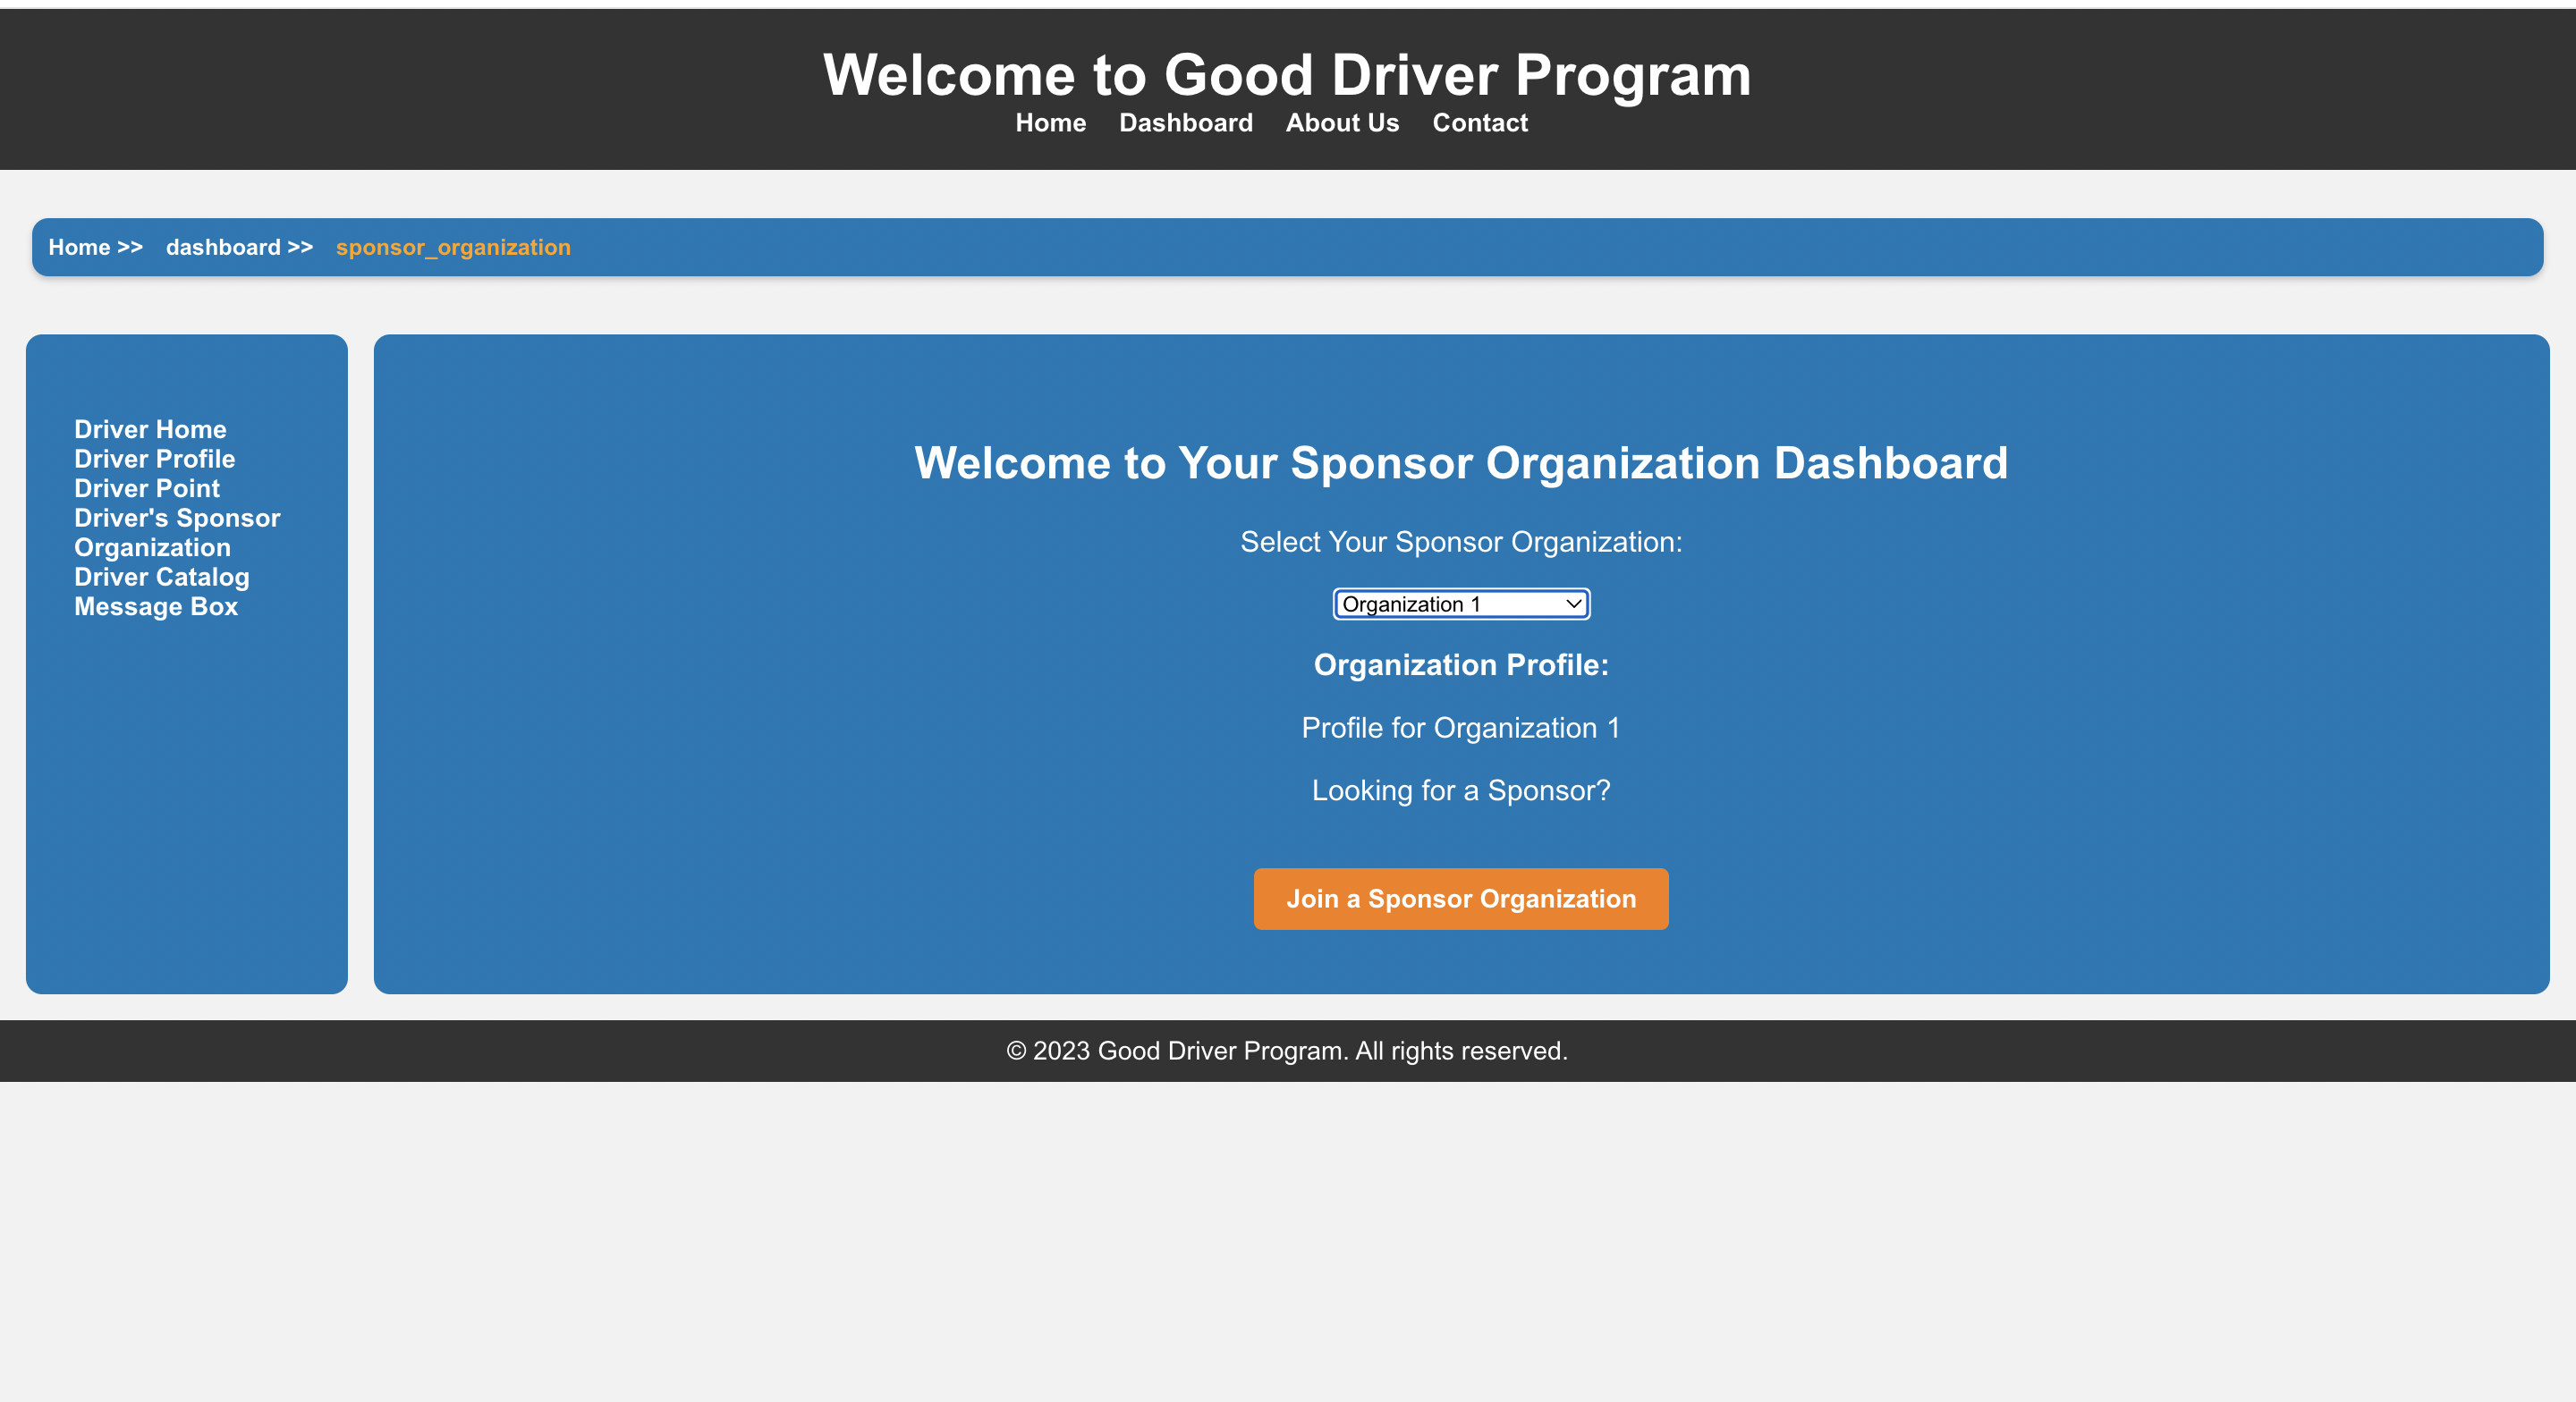 Welcome to Good Driver Program
Home Dashboard About Us Contact
Home >> dashboard >> sponsor_organization
Driver Home
Driver Profile
Driver Point
Driver's Sponsor
Organization
Driver Catalog
Message Box
Welcome to Your Sponsor Organization Dashboard
Select Your Sponsor Organization:
Organization 1
Organization Profile:
Profile for Organization 1
Looking for a Sponsor?
Join a Sponsor Organization
© 2023 Good Driver Program. All rights reserved.